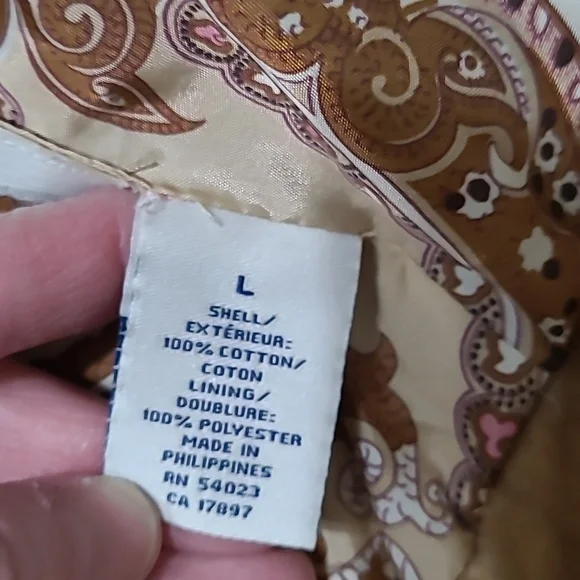 L
SHELL/
EXTÉRIEUR:
100% COTTON/
COTON
LINING/
DOUBLURE:
100% POLYESTER
MADE IN
PHILIPPINES
RN 54023
CA 17897